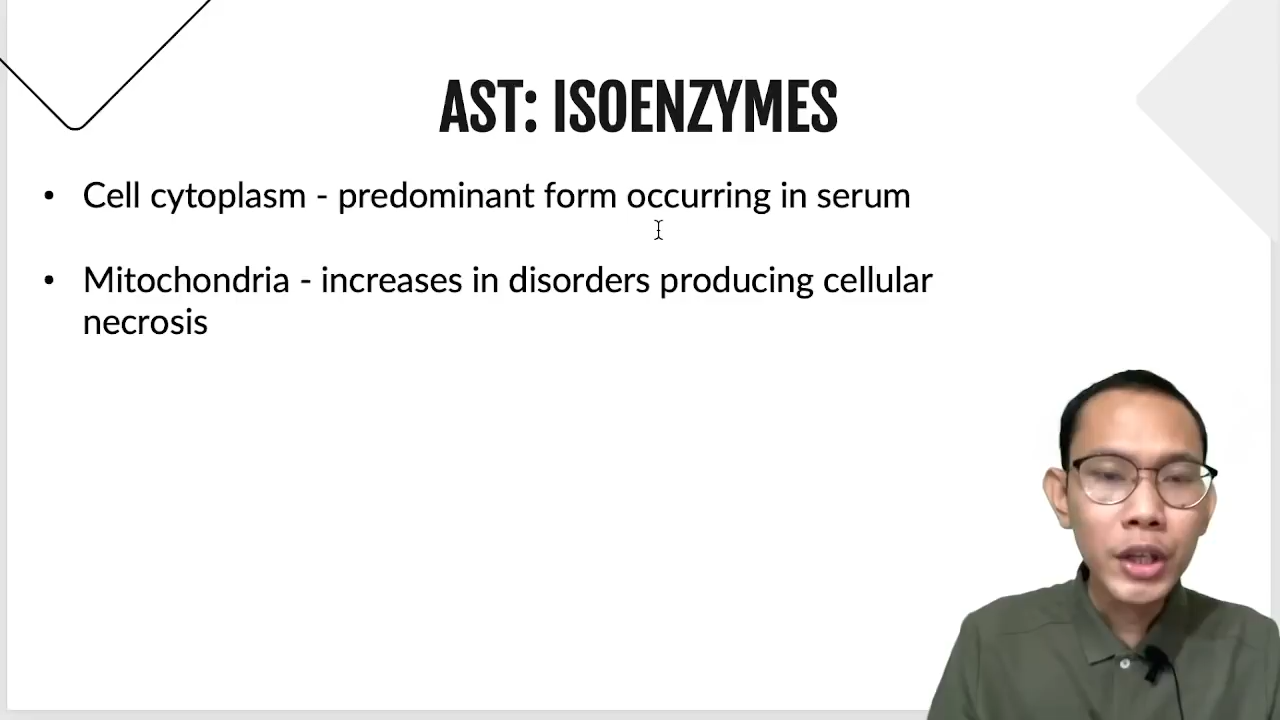 AST: ISOENZYMES
• Cell cytoplasm - predominant form occurring in serum
• Mitochondria - increases in disorders producing cellular
necrosis